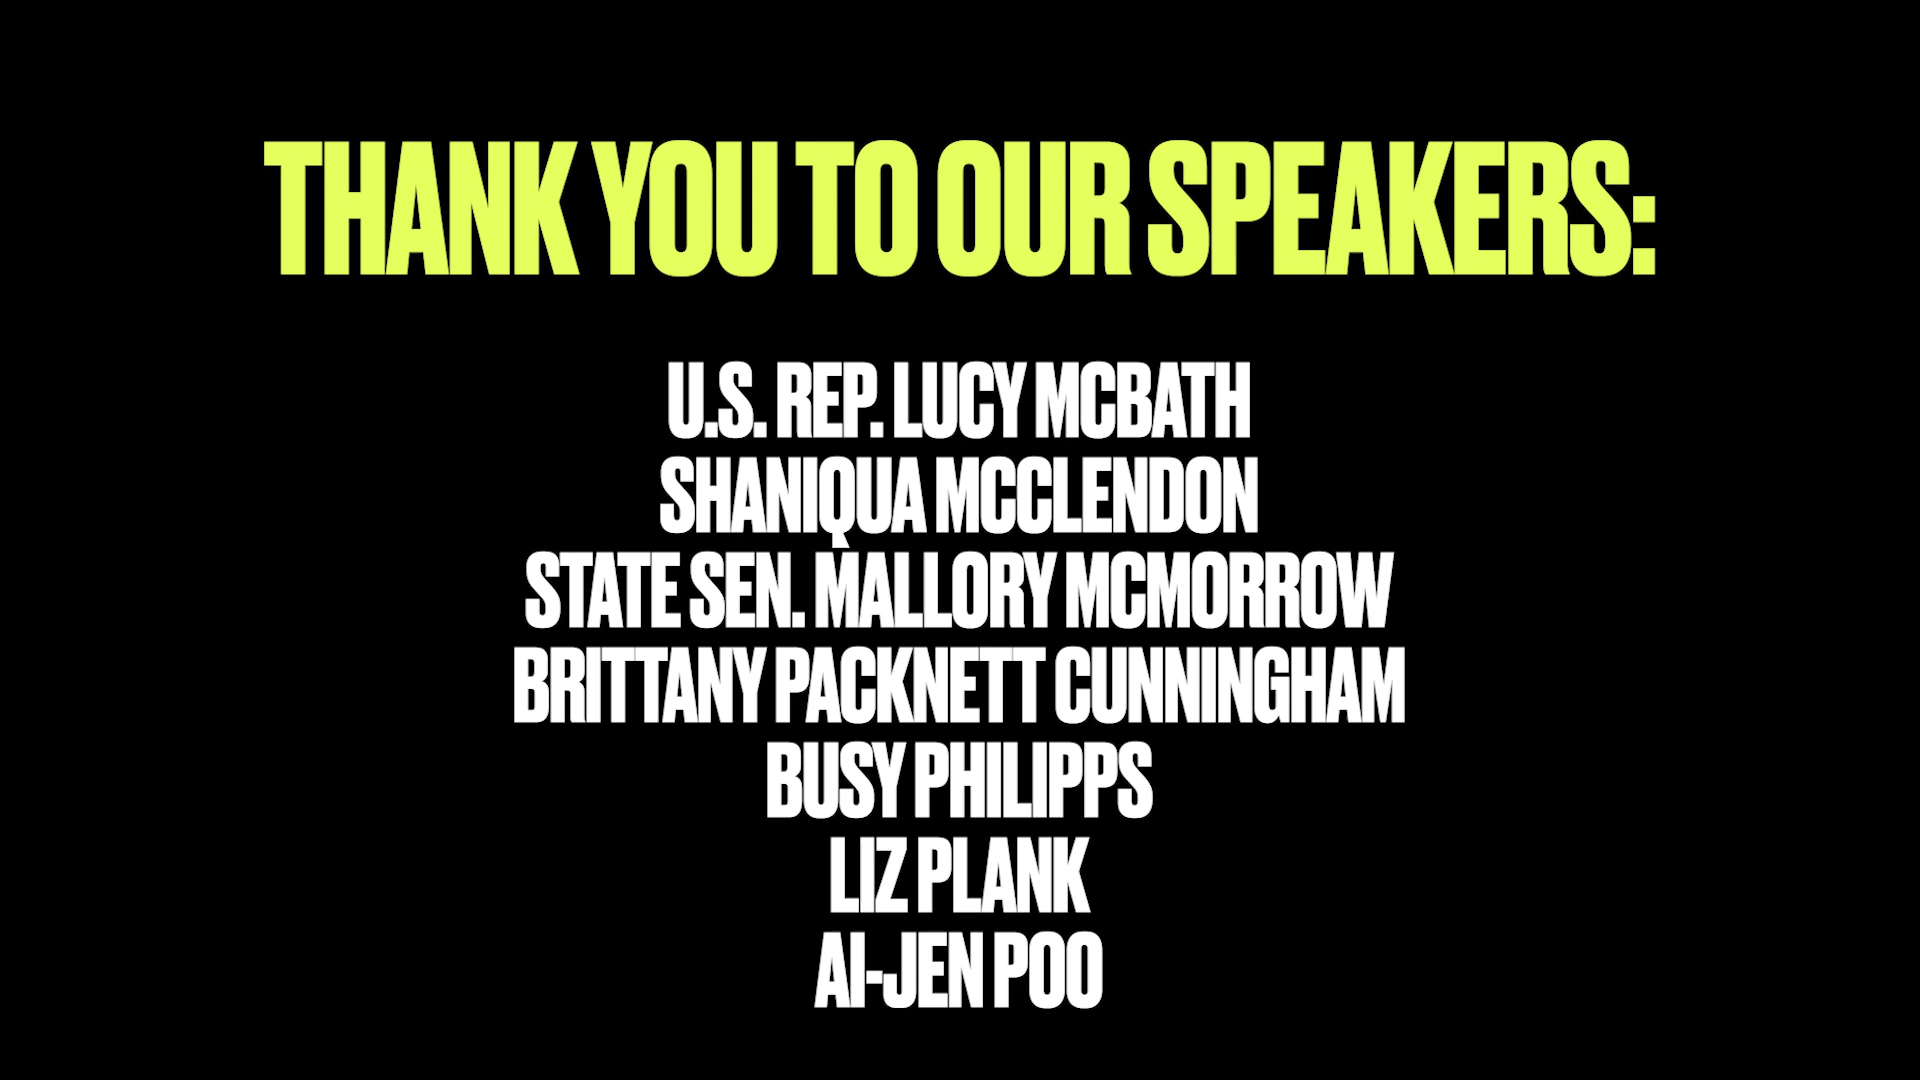 THANK YOU TO OUR SPEAKERS:
U.S. REP. LUCY MCBATH
SHANIQUA MCCLENDON
STATE SEN. MALLORY MCMORROW
BRITTANY PACKNETT CUNNINGHAM
BUSY PHILIPPS
LIZ PLANK
AI-JEN POO